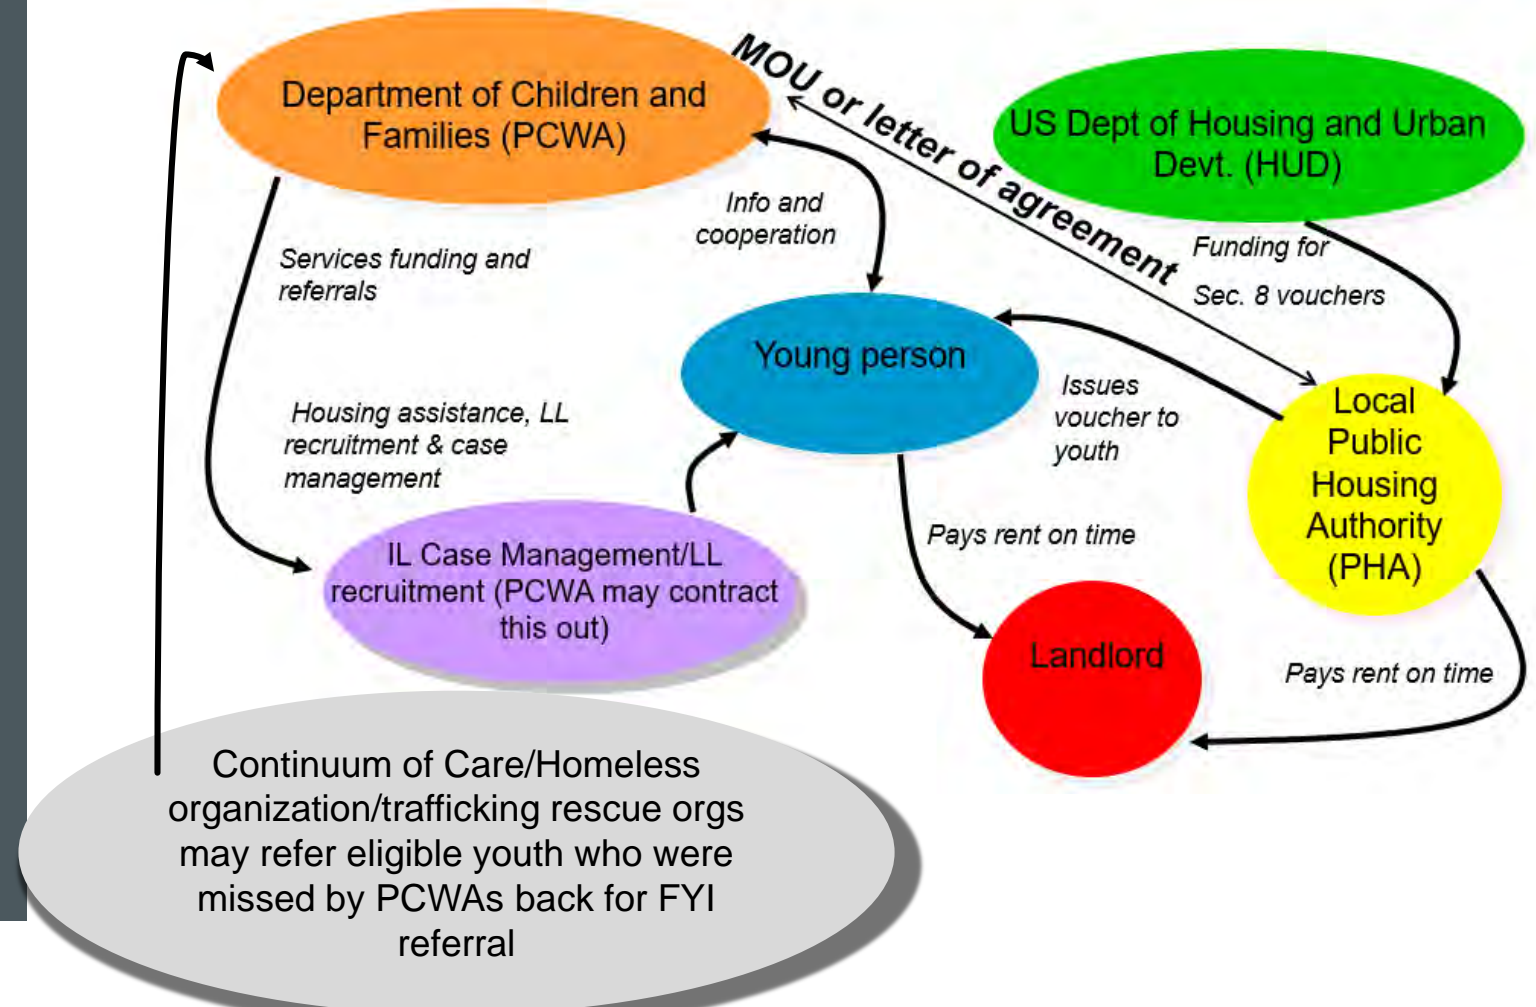 Department of Children and
Families (PCWA)
MOU or letter of agreement
US Dept of Housing and Urban
Devt. (HUD)
Info and
cooperation
Services funding and
referrals
Funding for
Sec. 8 vouchers
Young person
Issues
voucher to
youth
Local
Public
Housing
Authority
(PHA)
Housing assistance, LL
recruitment & case
management
IL Case Management/LL
recruitment (PCWA may contract
this out)
Pays rent on time
Landlord
Pays rent on time
Continuum of Care/Homeless
organization/trafficking rescue orgs
may refer eligible youth who were
missed by PCWAs back for FYI
referral